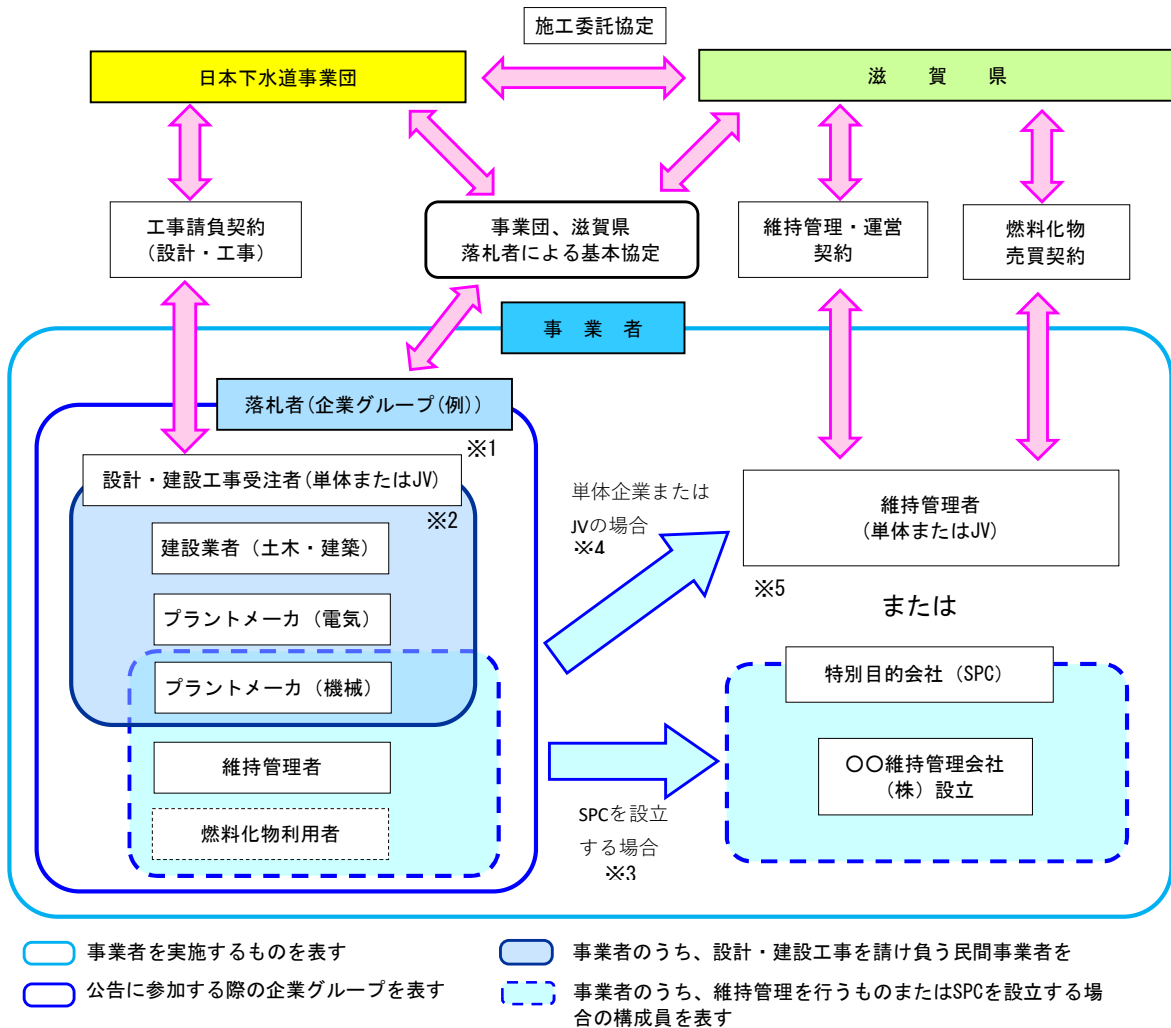 施工委託協定
日本下水道事業団
滋 賀 県
工事請負契約
(設計・工事)
事業団、滋賀県
落札者による基本協定
維持管理・運営
契約
燃料化物
売買契約
事 業 者
落札者(企業グループ(例))
※1
設計・建設工事受注者(単体またはJV)
※2
建設業者(土木・建築)
プラントメーカ(電気)
プラントメーカ(機械)
維持管理者
燃料化物利用者
単体企業または
JVの場合
※4
SPCを設立
する場合
※3
維持管理者
(単体またはJV)
※5
または
特別目的会社(SPC)
〇〇維持管理会社
(株)設立
事業者を実施するものを表す
公告に参加する際の企業グループを表す
事業者のうち、設計・建設工事を請け負う民間事業者を
事業者のうち、維持管理を行うものまたはSPCを設立する場
合の構成員を表す